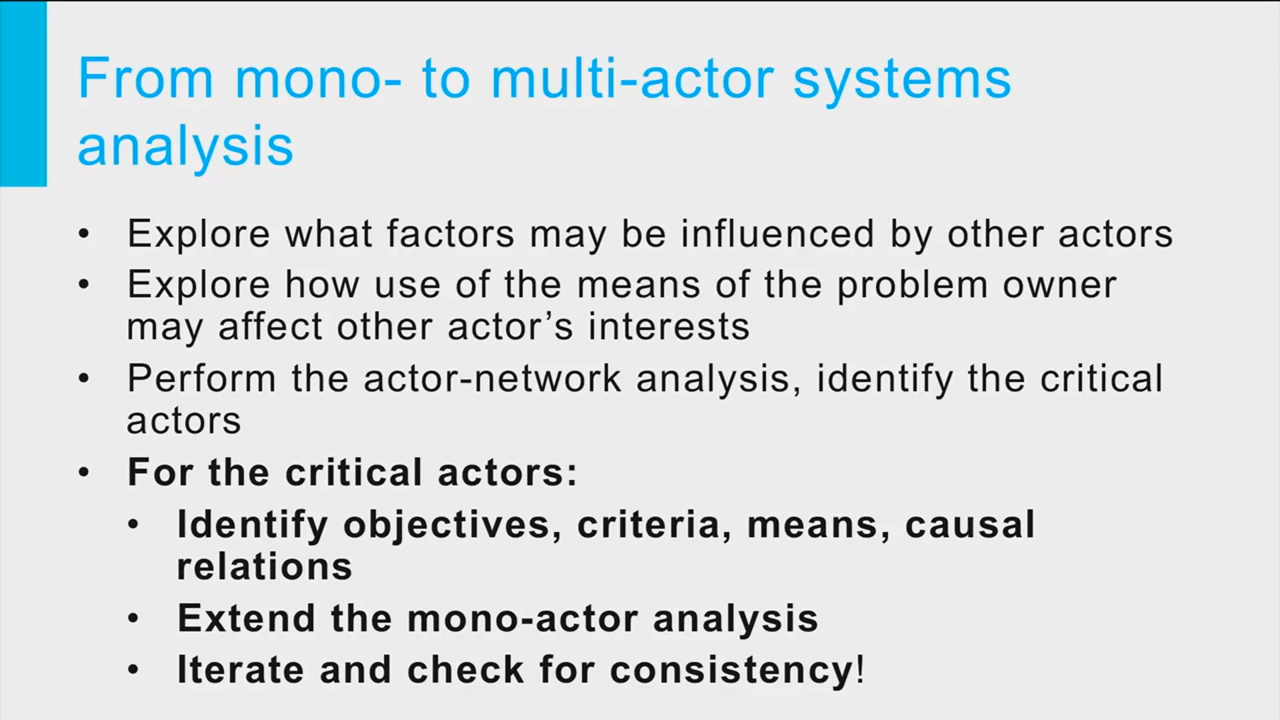 From mono- to multi-actor systems
analysis
• Explore what factors may be influenced by other actors
• Explore how use of the means of the problem owner
may affect other actor’s interests
• Perform the actor-network analysis, identify the critical
actors
• For the critical actors:
• Identify objectives, criteria, means, causal
relations
• Extend the mono-actor analysis
• Iterate and check for consistency!